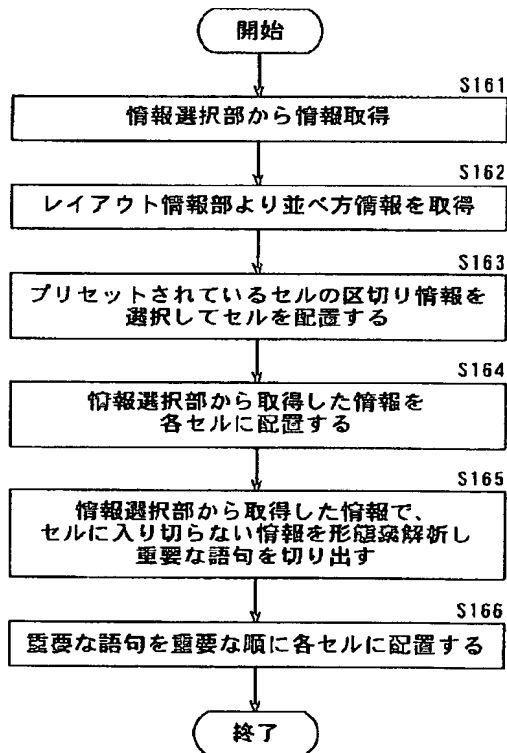 開始
S161
情報選択部から情報取得
S162
レイアウト情報部より並べ方情報を取得
S163
プリセットされているセルの区切り情報を
選択してセルを配置する
S164
情報選択部から取得した情報を
各セルに配置する
S165
情報選択部から取得した情報で、
セルに入り切らない情報を形態素解析し
重要な語句を切り出す
S166
重要な語句を重要な順に各セルに配置する
終了